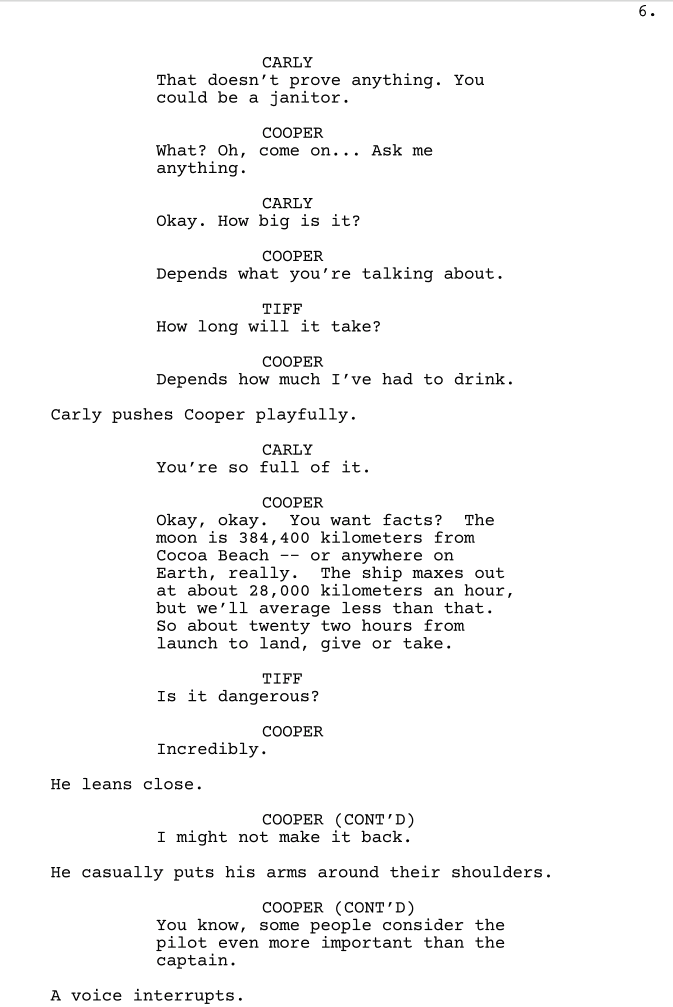 6.
CARLY
That doesn't prove anything. You
could be a janitor.
COOPER
What? Oh, come on... Ask me
anything.
CARLY
Okay. How big is it?
COOPER
Depends what you're talking about.
TIFF
How long will it take?
COOPER
Depends how much I've had to drink.
Carly pushes Cooper playfully.
CARLY
You're so full of it.
COOPER
Okay, okay.  You want facts?  The
moon is 384,400 kilometers from
Cocoa Beach -- or anywhere on
Earth, really.  The ship maxes out
at about 28,000 kilometers an hour,
but we'll average less than that.
So about twenty two hours from
launch to land, give or take.
TIFF
Is it dangerous?
COOPER
Incredibly.
He leans close.
COOPER (CONT'D)
I might not make it back.
He casually puts his arms around their shoulders.
COOPER (CONT'D)
You know, some people consider the
pilot even more important than the
captain.
A voice interrupts.